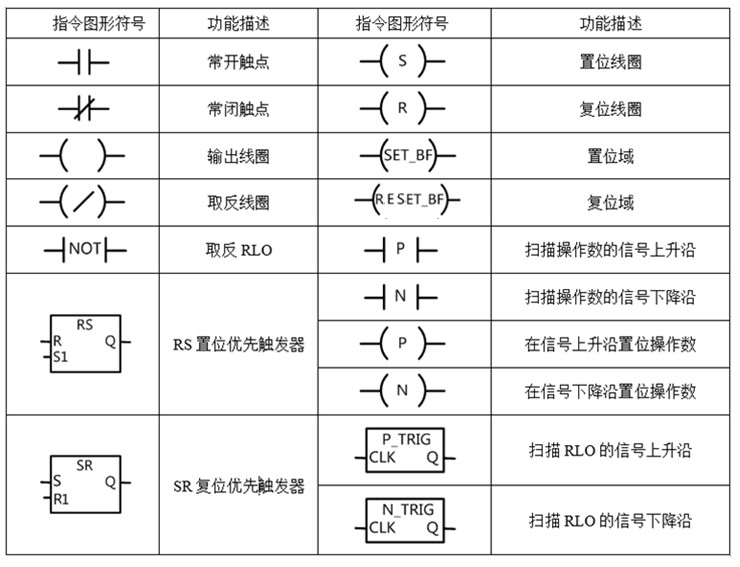 指令图形符号 功能描述 指令图形符号 功能描述
常开触点 S 置位线圈
常闭触点 R 复位线圈
输出线圈 SET_BF 置位域
取反线圈 RESET_BF 复位域
NOT 取反 RLO P 扫描操作数的信号上升沿
RS R Q S1 RS 置位优先触发器 N 扫描操作数的信号下降沿
P 在信号上升沿置位操作数
N 在信号下降沿置位操作数
SR S Q R1 SR 复位优先触发器 P_TRIG CLK Q 扫描 RLO 的信号上升沿
N_TRIG CLK Q 扫描 RLO 的信号下降沿